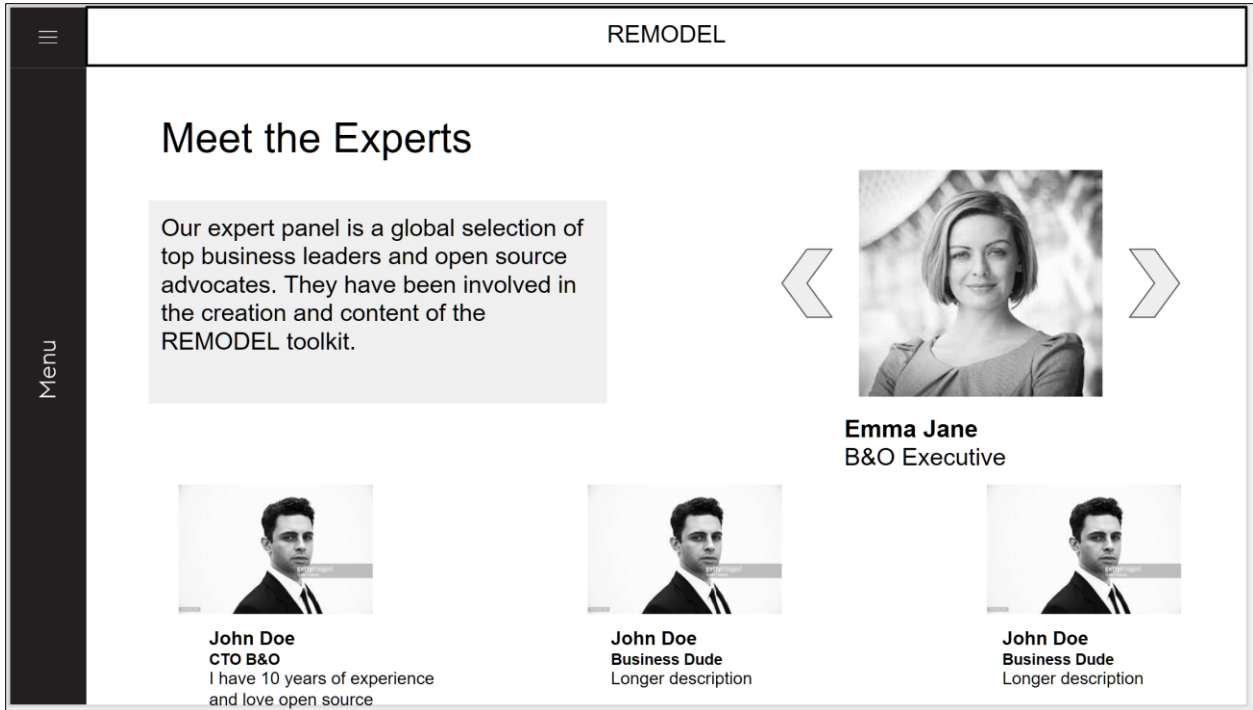 REMODEL
Menu
Meet the Experts
Our expert panel is a global selection of
top business leaders and open source
advocates. They have been involved in
the creation and content of the
REMODEL toolkit.
Emma Jane
B&O Executive
gettyimages
gettyimages
gettyimages
John Doe
CTO B&O
I have 10 years of experience
and love open source
John Doe
Business Dude
Longer description
John Doe
Business Dude
Longer description